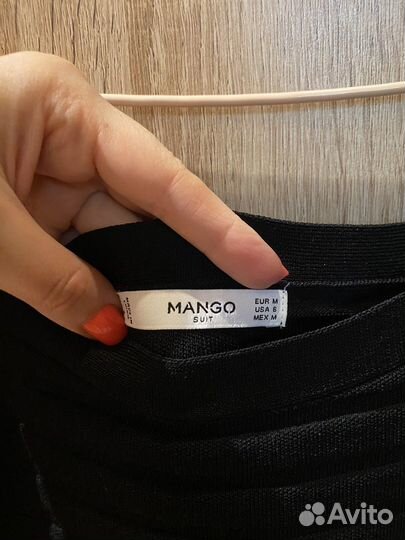 MANGO
SUIT
EUR M
USA 6
MEX M
Avito